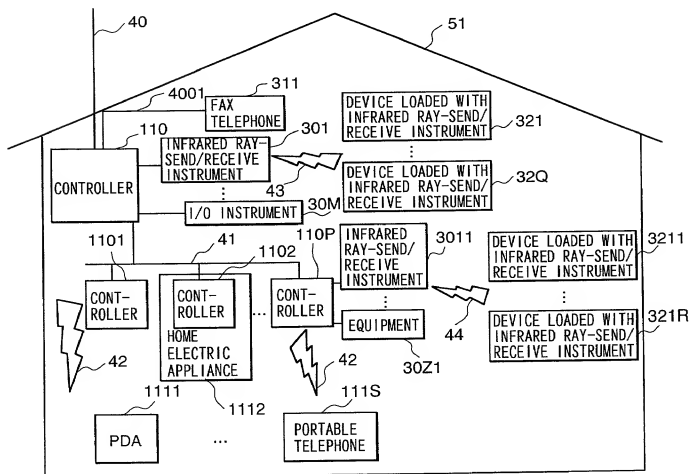 40
51
4001
311
FAX
TELEPHONE
110
CONTROLLER
INFRARED RAY-
SEND/RECEIVE
INSTRUMENT
301
43
DEVICE LOADED WITH
INFRARED RAY-SEND/
RECEIVE INSTRUMENT
321
DEVICE LOADED WITH
INFRARED RAY-SEND/
RECEIVE INSTRUMENT
32Q
I/O INSTRUMENT
30M
1101
41
1102
110P
CONT-
ROLLER
CONT-
ROLLER
HOME
ELECTRIC
APPLIANCE
...
CONT-
ROLLER
INFRARED
RAY-SEND/
RECEIVE
INSTRUMENT
3011
EQUIPMENT
30Z1
44
DEVICE LOADED WITH
INFRARED RAY-SEND/
RECEIVE INSTRUMENT
3211
DEVICE LOADED WITH
INFRARED RAY-SEND/
RECEIVE INSTRUMENT
321R
42
42
1111
1112
111S
PDA
...
PORTABLE
TELEPHONE